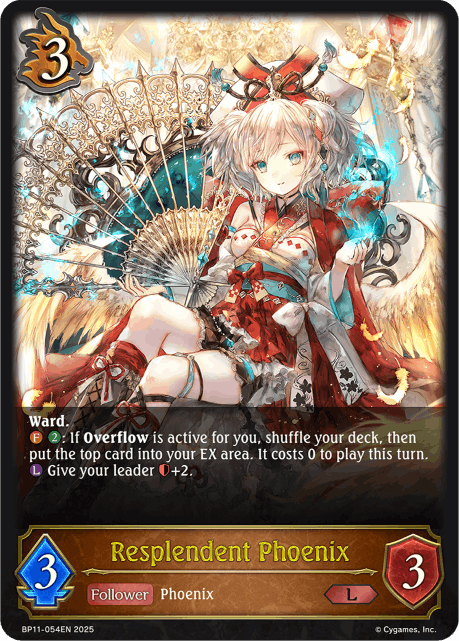 3
Ward.
F 2: If Overflow is active for you, shuffle your deck, then
put the top card into your EX area. It costs 0 to play this turn.
L Give your leader +2.
Resplendent Phoenix
3
Follower Phoenix
L
3
BP11-054EN 2025
© Cygames, Inc.